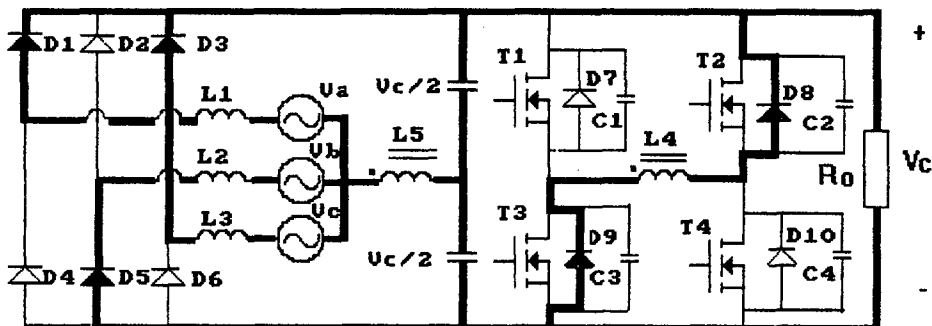 D1 D2 D3 T1 T2 +
L1 Va Vc/2 D7 D8
C1 C2
L2 Vb L5 L4 Ro Vc
L3 Vc
T3 T4
D9 D10
D4 D5 D6 Vc/2 C3 C4 -